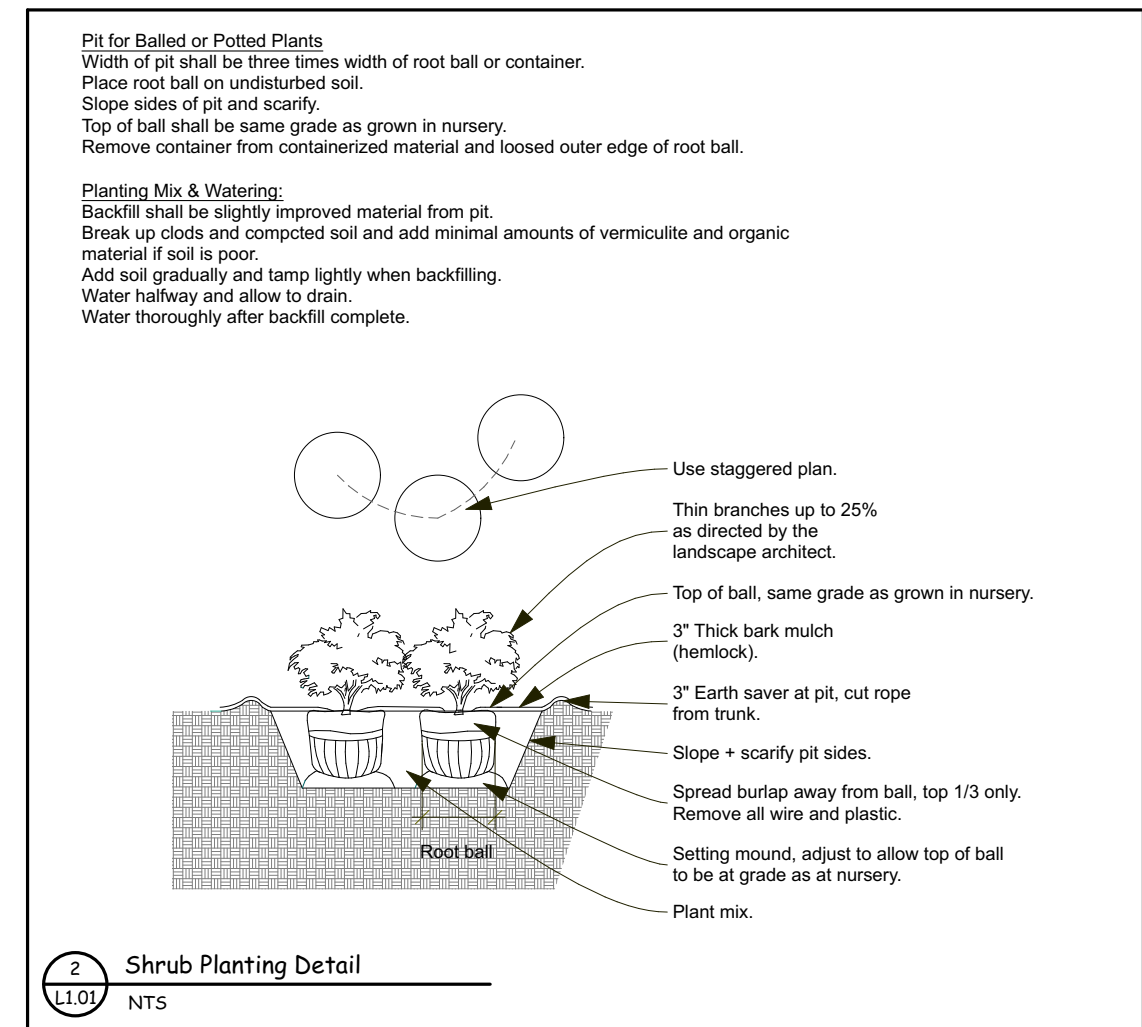 Pit for Balled or Potted Plants
Width of pit shall be three times width of root ball or container.
Place root ball on undisturbed soil.
Slope sides of pit and scarify.
Top of ball shall be same grade as grown in nursery.
Remove container from containerized material and loosed outer edge of root ball.
Planting Mix & Watering:
Backfill shall be slightly improved material from pit.
Break up clods and compcted soil and add minimal amounts of vermiculite and organic
material if soil is poor.
Add soil gradually and tamp lightly when backfilling.
Water halfway and allow to drain.
Water thoroughly after backfill complete.
Use staggered plan.
Thin branches up to 25%
as directed by the
landscape architect.
Top of ball, same grade as grown in nursery.
3" Thick bark mulch
(hemlock).
3" Earth saver at pit, cut rope
from trunk.
Slope + scarify pit sides.
Spread burlap away from ball, top 1/3 only.
Remove all wire and plastic.
Root ball
Setting mound, adjust to allow top of ball
to be at grade as at nursery.
Plant mix.
2
L1.01
Shrub Planting Detail
NTS